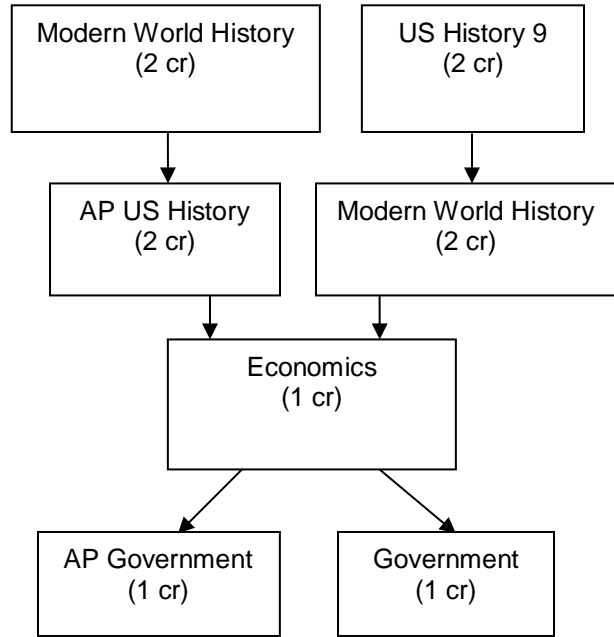 Modern World History
(2 cr)
US History 9
(2 cr)
AP US History
(2 cr)
Modern World History
(2 cr)
Economics
(1 cr)
AP Government
(1 cr)
Government
(1 cr)